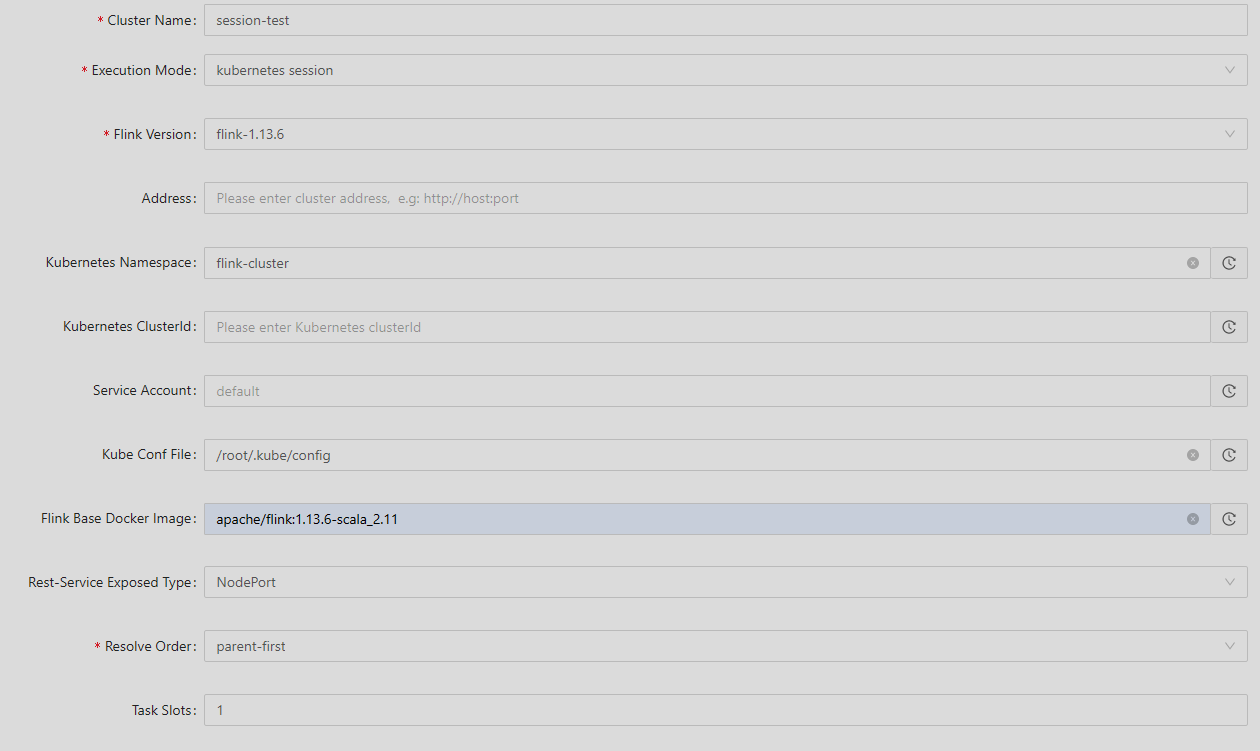 * Cluster Name: session-test
* Execution Mode: kubernetes session
* Flink Version: flink-1.13.6
Address: Please enter cluster address, e.g: http://host:port
Kubernetes Namespace: flink-cluster
Kubernetes ClusterId: Please enter Kubernetes clusterId
Service Account: default
Kube Conf File: /root/.kube/config
Flink Base Docker Image: apache/flink:1.13.6-scala_2.11
Rest-Service Exposed Type: NodePort
* Resolve Order: parent-first
Task Slots: 1